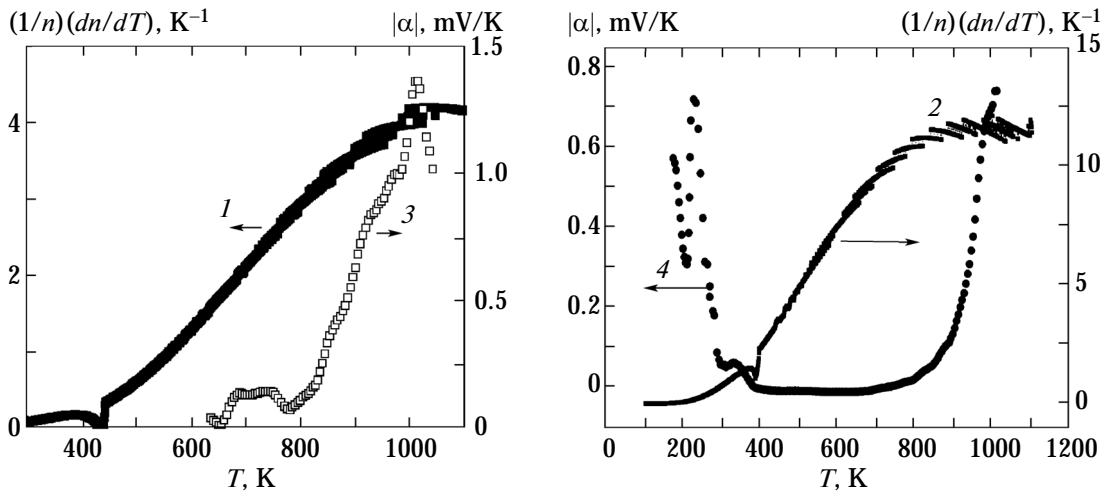 (1/n)(dn/dT), K⁻¹ |α|, mV/K
1.5
4
1.0
1
3
2
0.5
0 0
400 600 800 1000
T, K
|α|, mV/K (1/n)(dn/dT), K⁻¹
0.8 15
2
0.6
10
0.4
4
5
0.2
0 0
0 200 400 600 800 1000 1200
T, K